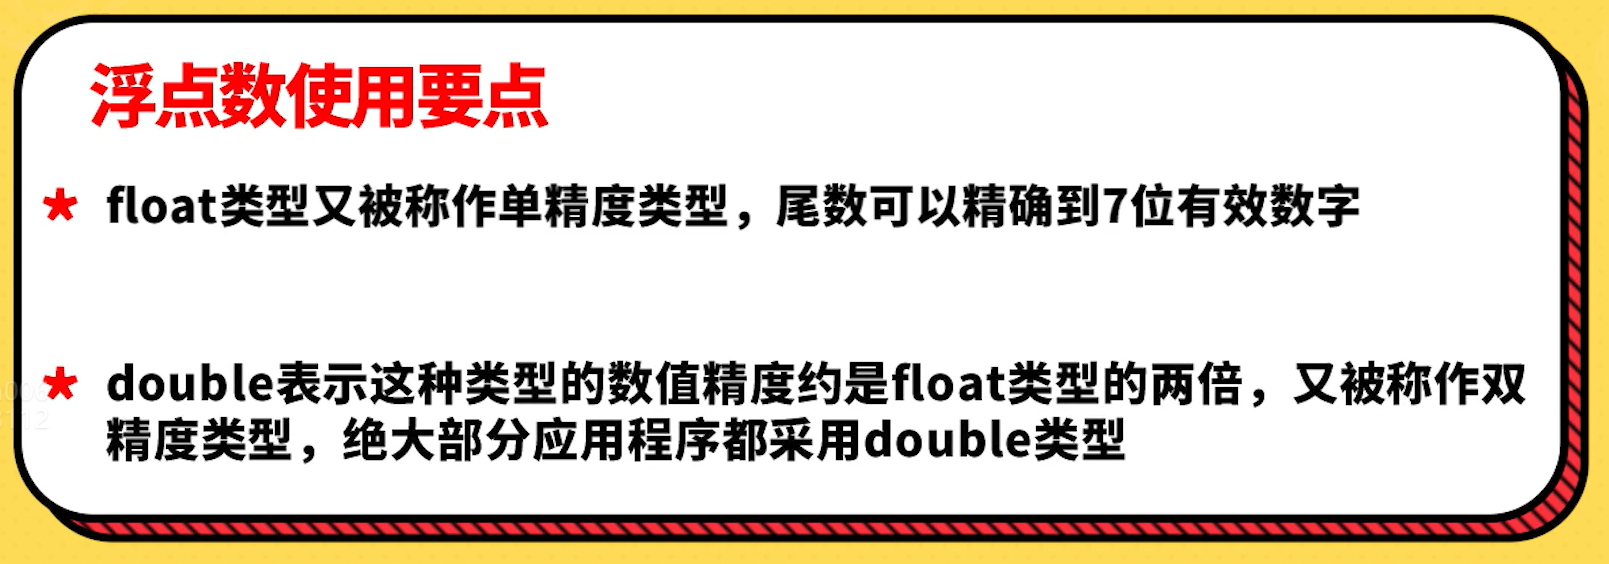 浮点数使用要点
* float类型又被称作单精度类型，尾数可以精确到7位有效数字
* double表示这种类型的数值精度约是float类型的两倍，又被称作双
精度类型，绝大部分应用程序都采用double类型